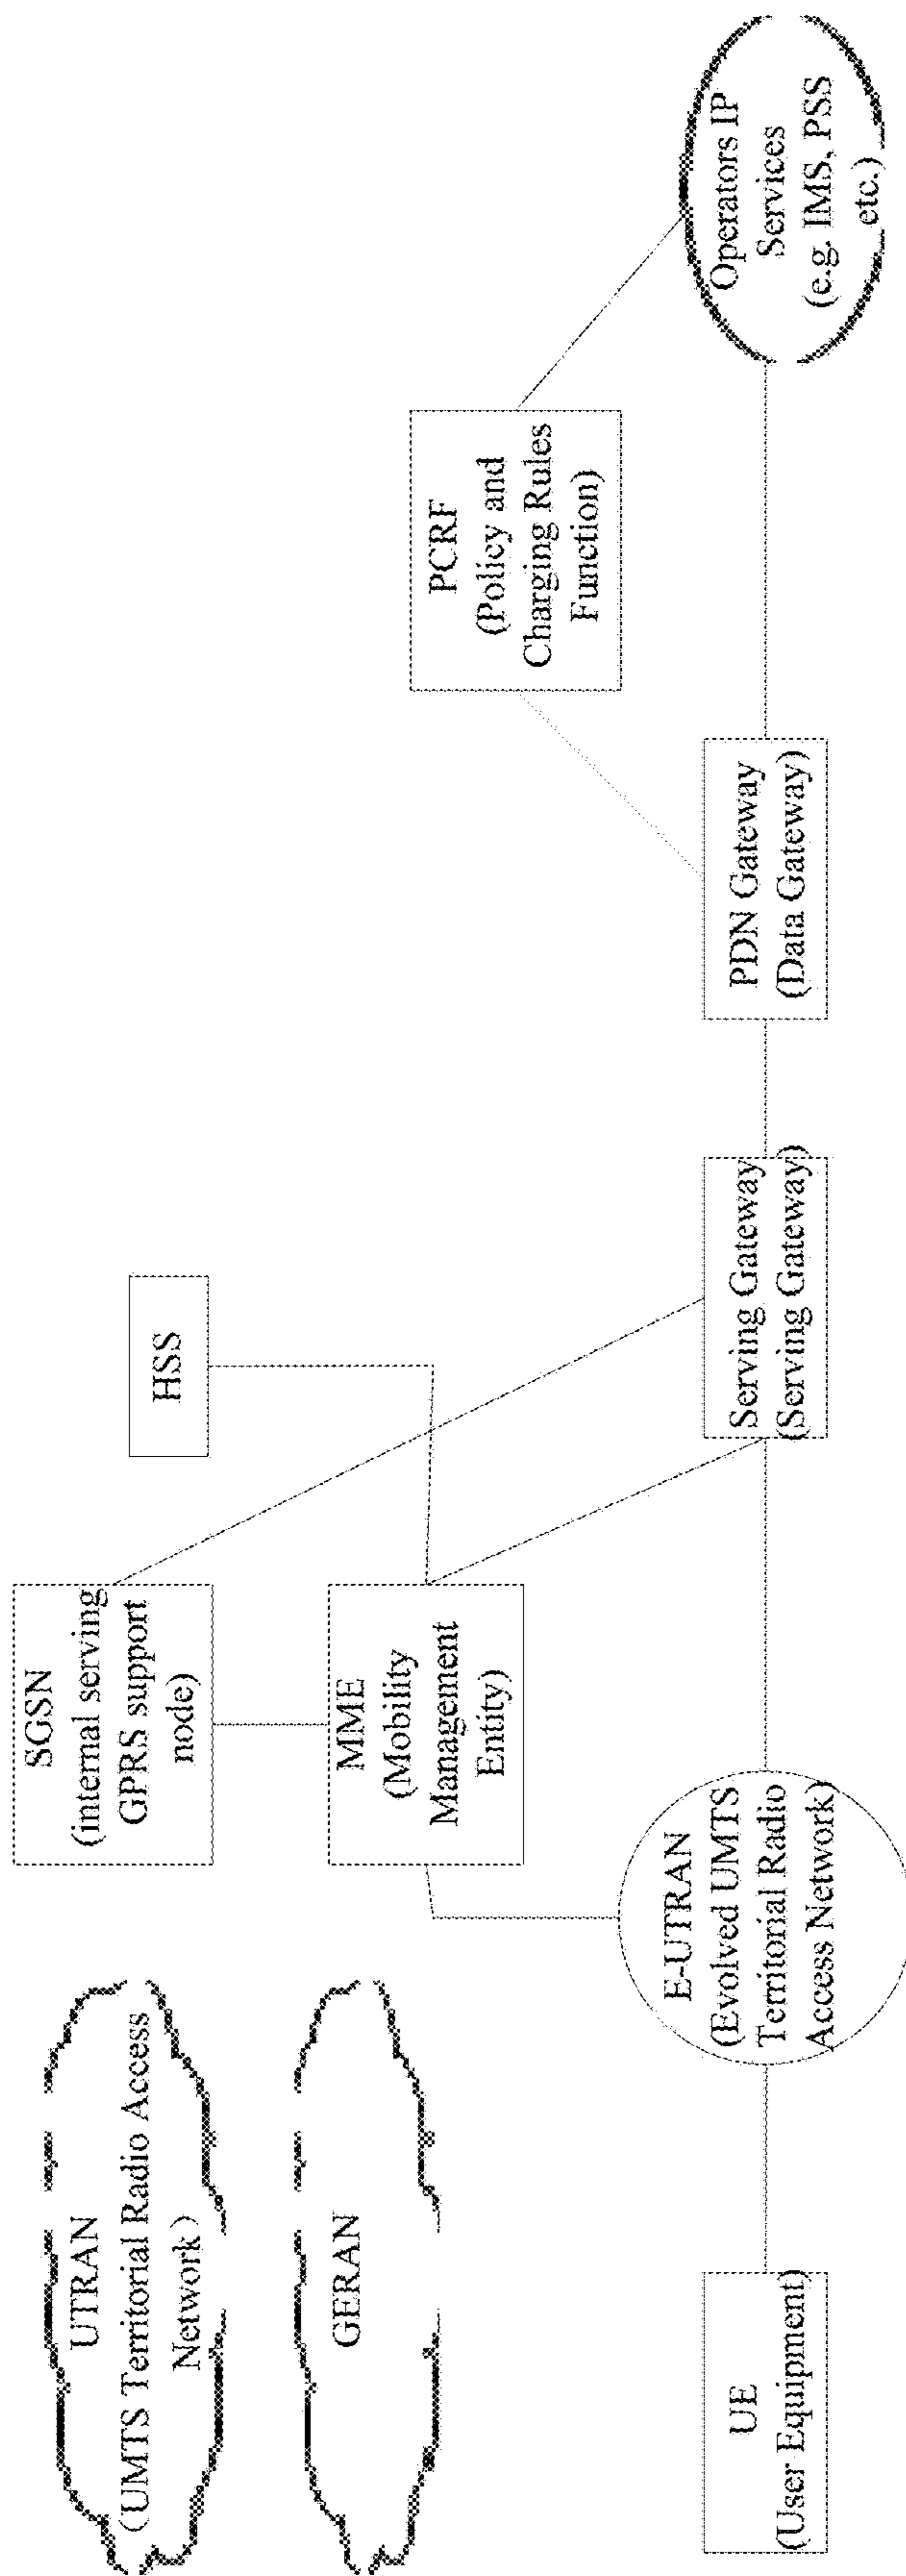 UTRAN
(UMTS Territorial Radio Access
Network)
GERAN
SGSN
(internal serving
GPRS support
node)
HSS
MME
(Mobility
Management
Entity)
PCRF
(Policy and
Charging Rules
Function)
UE
(User Equipment)
E-UTRAN
(Evolved UMTS
Territorial Radio
Access Network)
Serving Gateway
(Serving Gateway)
PDN Gateway
(Data Gateway)
Operators IP
Services
(e.g. IMS, PSS
etc.)